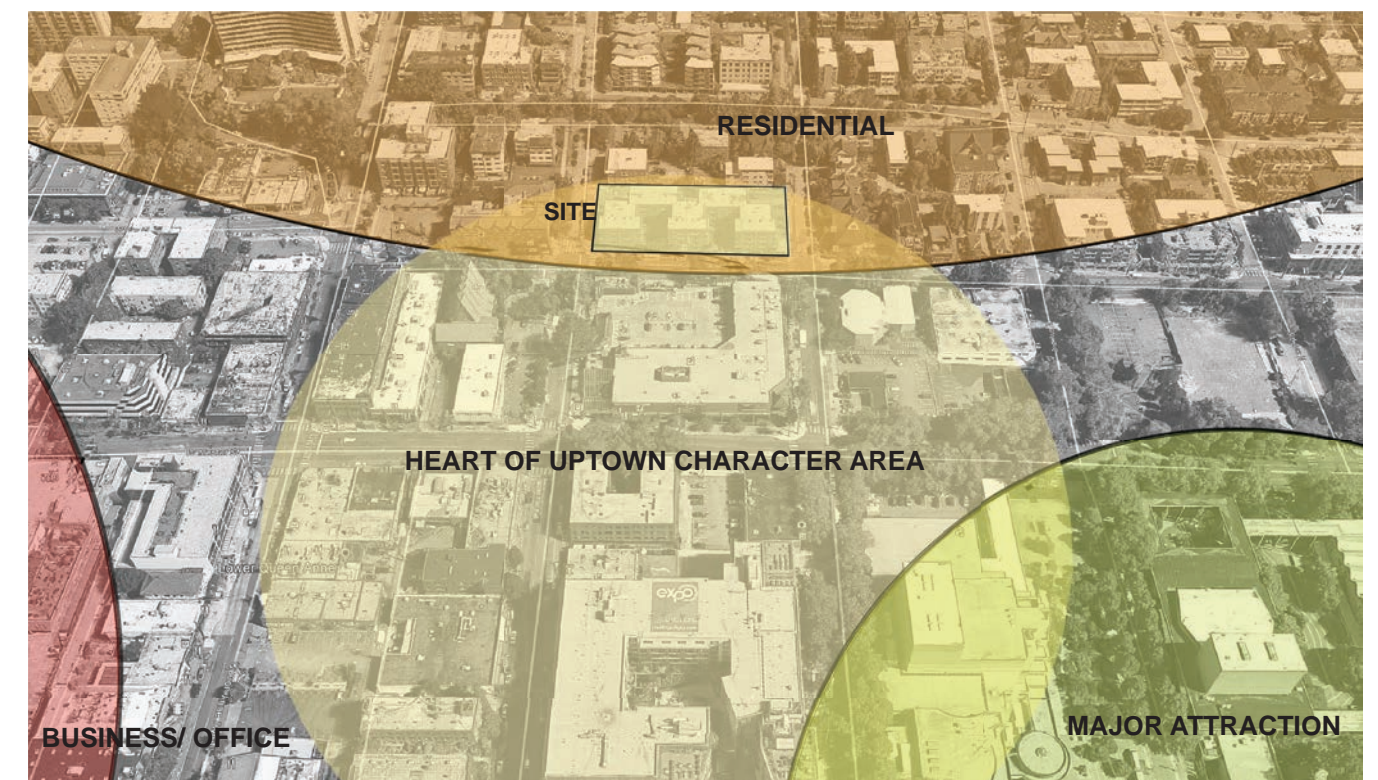 RESIDENTIAL
SITE
HEART OF UPTOWN CHARACTER AREA
Lower Queen Anne
expo
BUSINESS/ OFFICE
MAJOR ATTRACTION